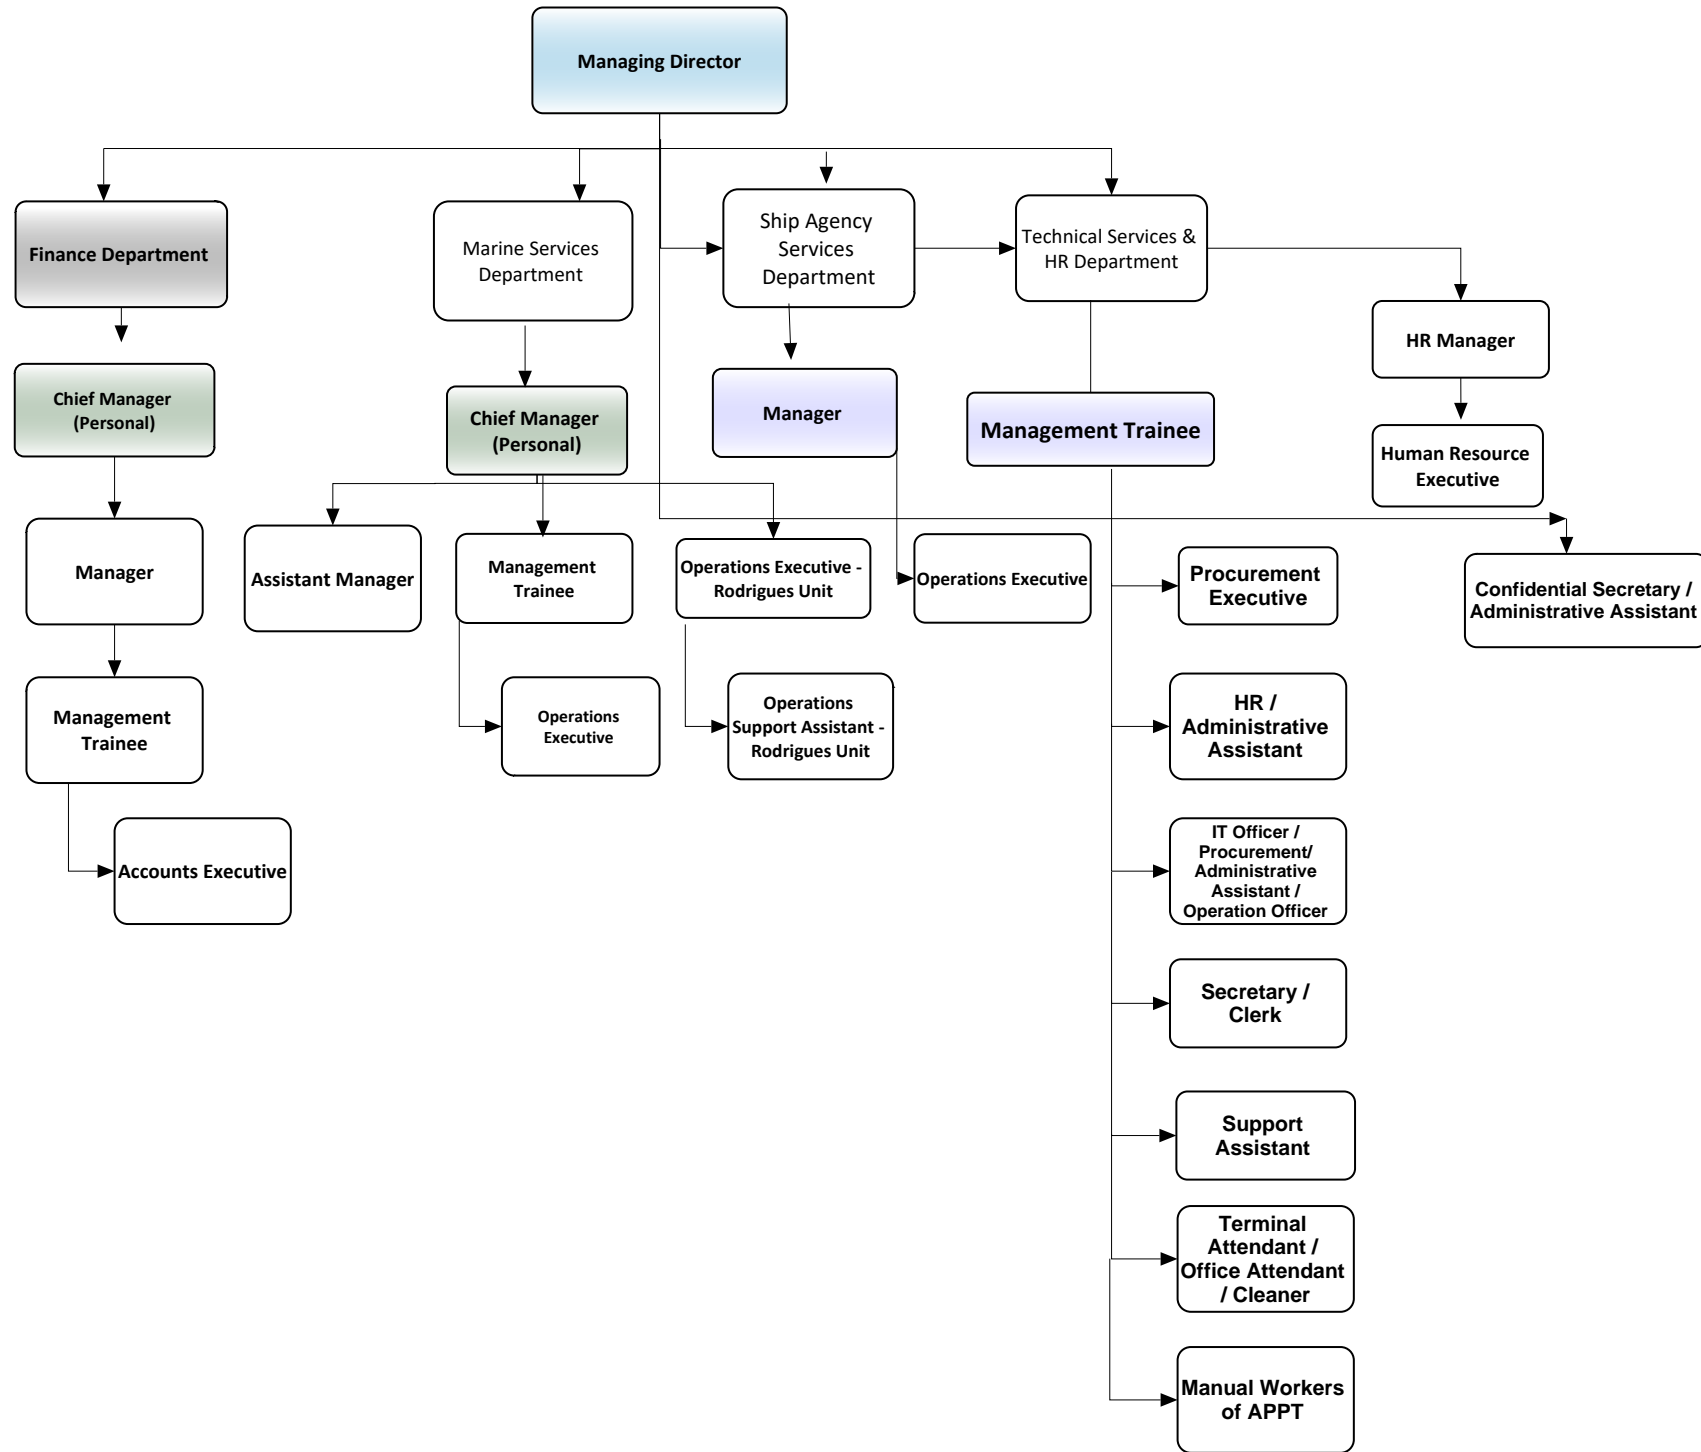 Managing Director
Finance Department
Marine Services
Department
Ship Agency
Services
Department
Technical Services &
HR Department
HR Manager
Chief Manager
(Personal)
Chief Manager
(Personal)
Manager
Management Trainee
Human Resource
Executive
Manager
Assistant Manager
Management
Trainee
Operations Executive -
Rodrigues Unit
Operations Executive
Procurement
Executive
Confidential Secretary /
Administrative Assistant
Management
Trainee
Operations
Executive
Operations
Support Assistant -
Rodrigues Unit
HR /
Administrative
Assistant
Accounts Executive
IT Officer /
Procurement/
Administrative
Assistant /
Operation Officer
Secretary /
Clerk
Support
Assistant
Terminal
Attendant /
Office Attendant
/ Cleaner
Manual Workers
of APPT